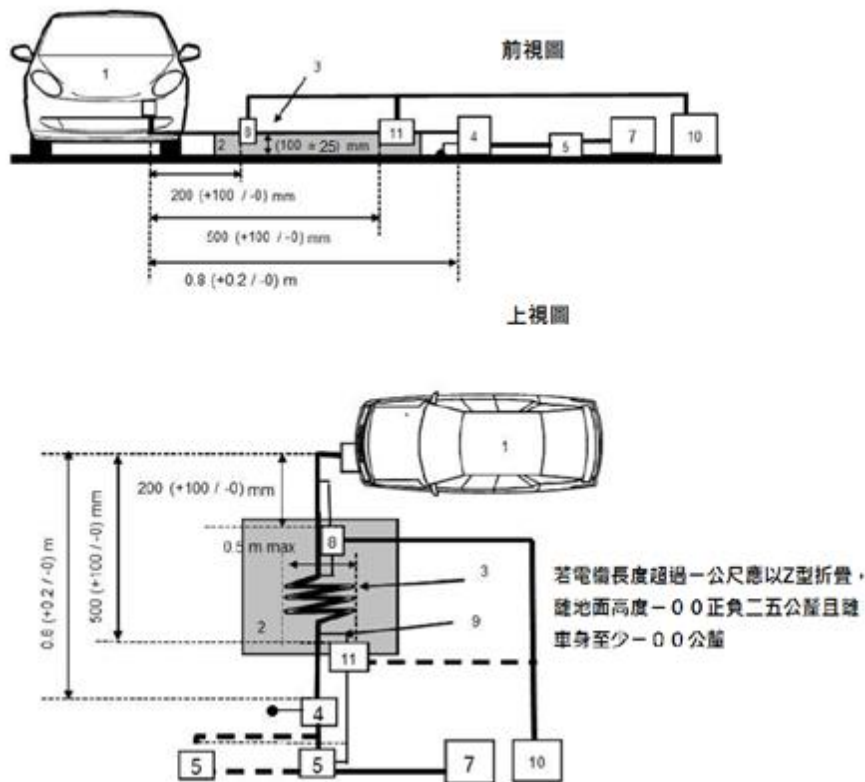 前視圖
1
3
8
11
4
5
7
10
2
(100 ± 25) mm
200 (+100 / -0) mm
500 (+100 / -0) mm
0.8 (+0.2 / -0) m
上視圖
1
200 (+100 / -0) mm
500 (+100 / -0) mm
0.8 (+0.2 / -0) m
8
0.5 m max
3
9
2
11
4
5
5
7
10
若電纜長度超過一公尺應以Z型折疊，
離地面高度一００正負二五公釐且離
車身至少一００公釐